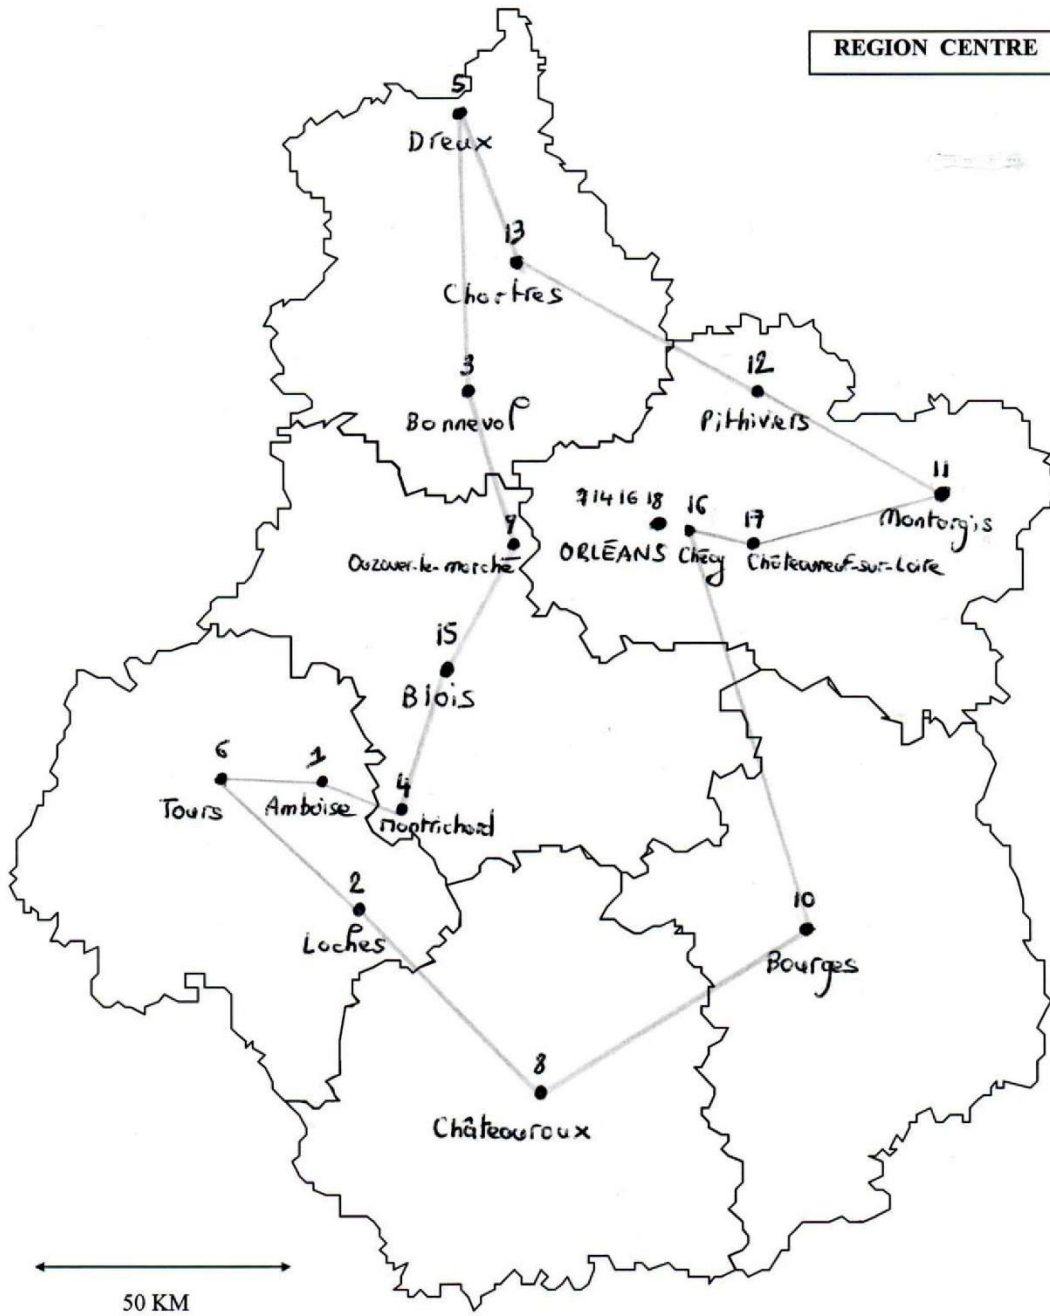 REGION CENTRE
5
Dreux
13
Chartres
3
Bonneval
12
Pithiviers
11
Montargis
7 14 16 18
ORLÉANS
16
Chécy
17
Châteauneuf-sur-Loire
9
Ouzouer-le-marché
15
Blois
6
Tours
1
Amboise
4
Montrichard
2
Loches
10
Bourges
8
Châteauroux
50 KM